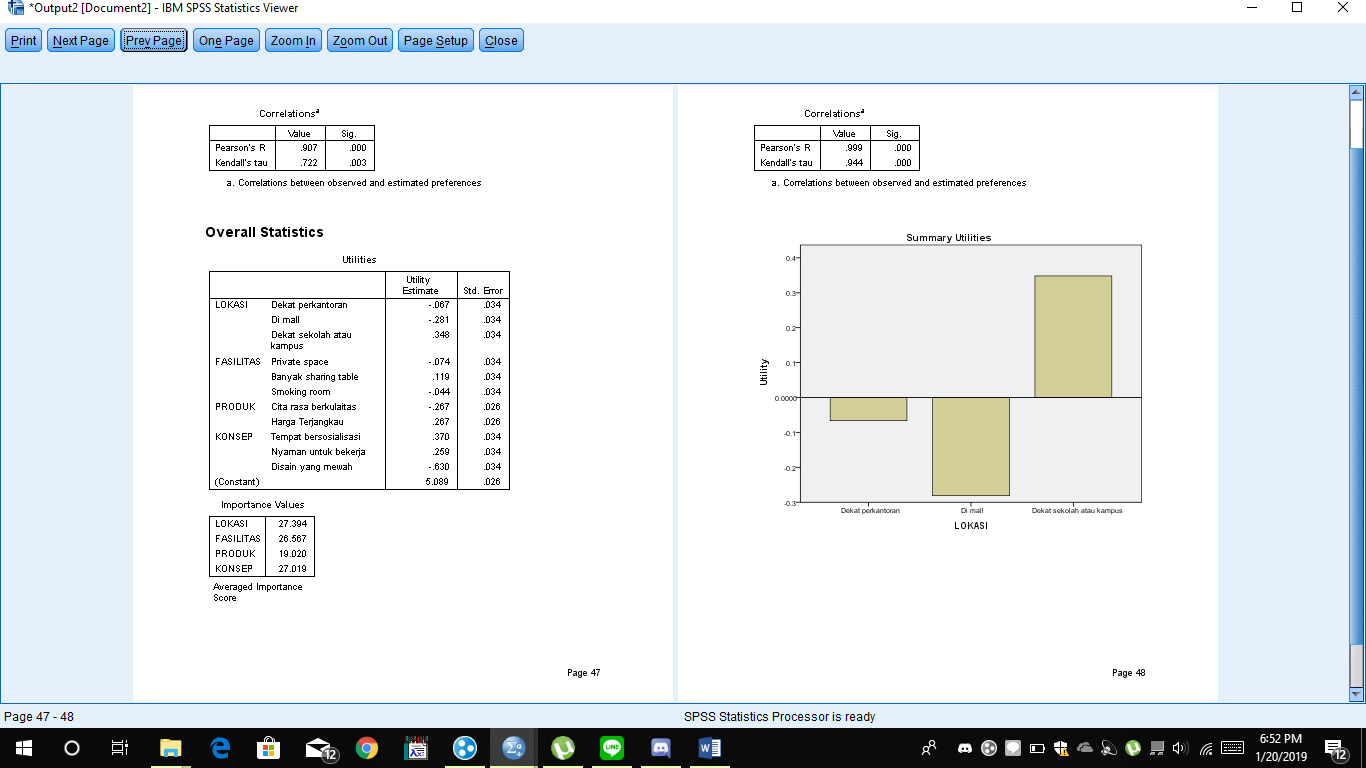 *Output2 [Document2] - IBM SPSS Statistics Viewer
Print Next Page Prev Page One Page Zoom In Zoom Out Page Setup Close
Correlationsª
Value Sig.
Pearson's R .907 .000
Kendall's tau .722 .003
a. Correlations between observed and estimated preferences
Overall Statistics
Utilities
Utility
Estimate Std. Error
LOKASI Dekat perkantoran -.067 .034
Di mall -.281 .034
Dekat sekolah atau .348 .034
kampus
FASILITAS Private space -.074 .034
Banyak sharing table .119 .034
Smoking room -.044 .034
PRODUK Cita rasa berkulaitas -.267 .026
Harga Terjangkau .267 .026
KONSEP Tempat bersosialisasi .370 .034
Nyaman untuk bekerja .259 .034
Disain yang mewah -.630 .034
(Constant) 5.089 .026
Importance Values
LOKASI 27.394
FASILITAS 26.567
PRODUK 19.020
KONSEP 27.019
Averaged Importance
Score
Page 47
Correlationsª
Value Sig.
Pearson's R .999 .000
Kendall's tau .944 .000
a. Correlations between observed and estimated preferences
Summary Utilities
0.4
0.3
0.2
0.1
0.0000
-0.1
-0.2
-0.3
Utility
Dekat perkantoran Di mall Dekat sekolah atau kampus
LOKASI
Page 48
Page 47 - 48 SPSS Statistics Processor is ready
12
LINE
6:52 PM
1/20/2019
12